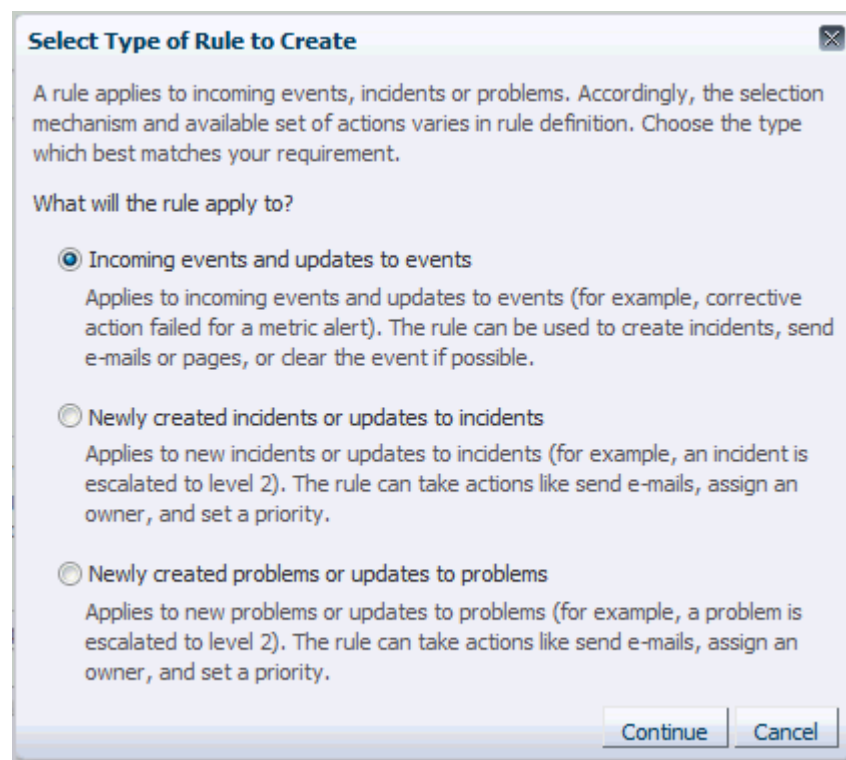 Select Type of Rule to Create
A rule applies to incoming events, incidents or problems. Accordingly, the selection
mechanism and available set of actions varies in rule definition. Choose the type
which best matches your requirement.
What will the rule apply to?
Incoming events and updates to events
Applies to incoming events and updates to events (for example, corrective
action failed for a metric alert). The rule can be used to create incidents, send
e-mails or pages, or clear the event if possible.
Newly created incidents or updates to incidents
Applies to new incidents or updates to incidents (for example, an incident is
escalated to level 2). The rule can take actions like send e-mails, assign an
owner, and set a priority.
Newly created problems or updates to problems
Applies to new problems or updates to problems (for example, a problem is
escalated to level 2). The rule can take actions like send e-mails, assign an
owner, and set a priority.
Continue Cancel